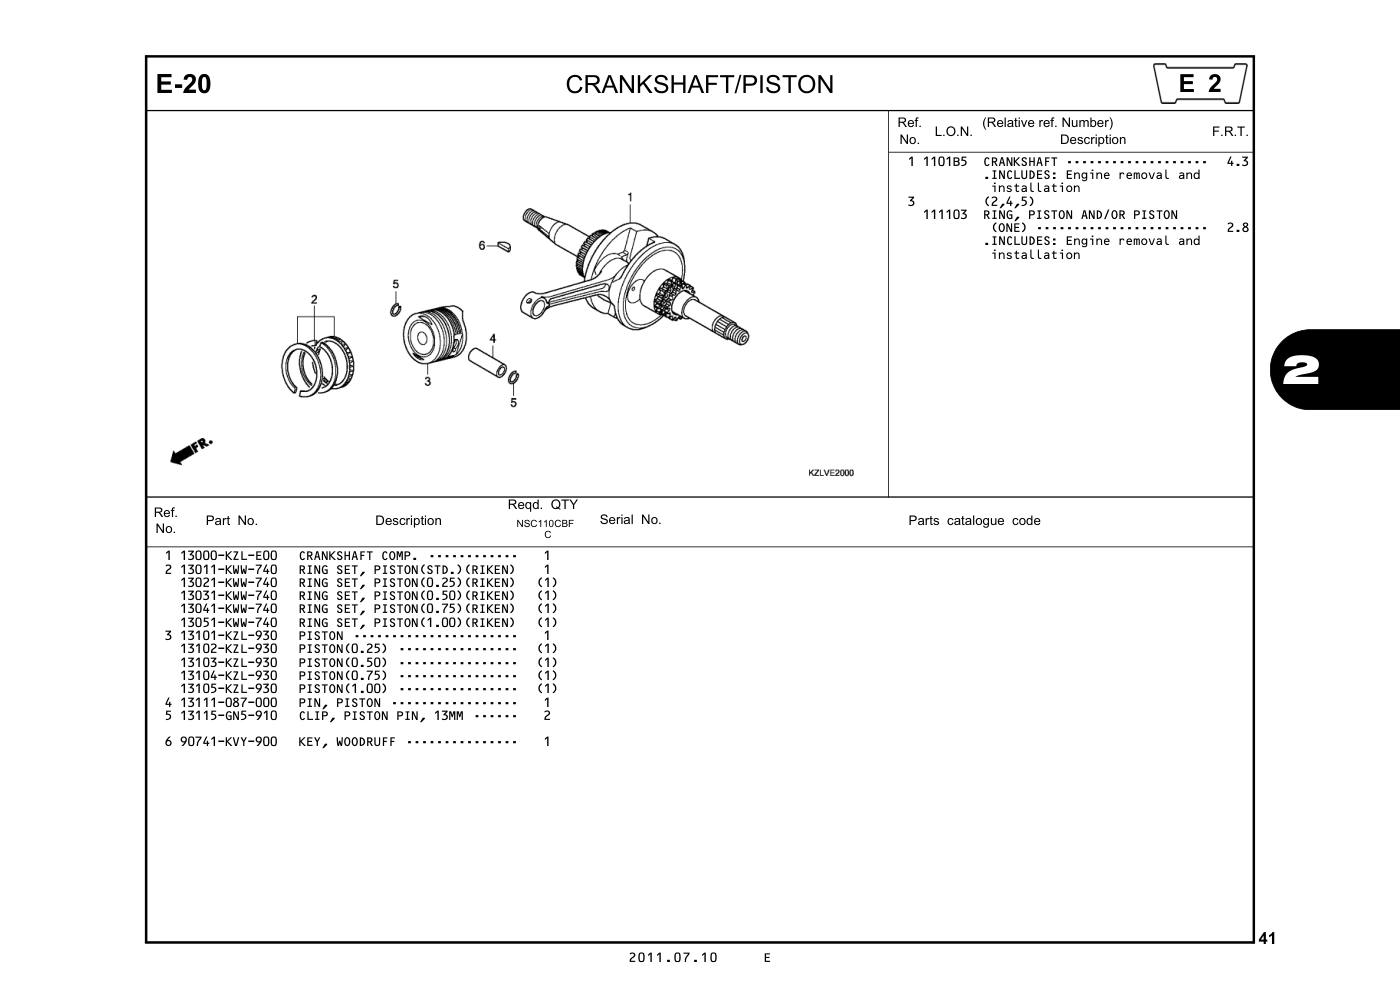 E-20
CRANKSHAFT/PISTON
E 2
1
6
5
2
4
3
5
FR.
KZLVE2000
Ref. No. L.O.N. (Relative ref. Number) Description F.R.T.
1 1101B5 CRANKSHAFT ------------------- 4.3
.INCLUDES: Engine removal and
installation
3 (2,4,5)
111103 RING, PISTON AND/OR PISTON
(ONE) ----------------------- 2.8
.INCLUDES: Engine removal and
installation
2
Ref. No. Part No. Description Reqd. QTY NSC110CBF C Serial No. Parts catalogue code
1 13000-KZL-E00 CRANKSHAFT COMP. ------------ 1
2 13011-KWW-740 RING SET, PISTON(STD.)(RIKEN) 1
13021-KWW-740 RING SET, PISTON(0.25)(RIKEN) (1)
13031-KWW-740 RING SET, PISTON(0.50)(RIKEN) (1)
13041-KWW-740 RING SET, PISTON(0.75)(RIKEN) (1)
13051-KWW-740 RING SET, PISTON(1.00)(RIKEN) (1)
3 13101-KZL-930 PISTON ---------------------- 1
13102-KZL-930 PISTON(0.25) ---------------- (1)
13103-KZL-930 PISTON(0.50) ---------------- (1)
13104-KZL-930 PISTON(0.75) ---------------- (1)
13105-KZL-930 PISTON(1.00) ---------------- (1)
4 13111-087-000 PIN, PISTON ----------------- 1
5 13115-GN5-910 CLIP, PISTON PIN, 13MM ------ 2
6 90741-KVY-900 KEY, WOODRUFF --------------- 1
41
2011.07.10 E